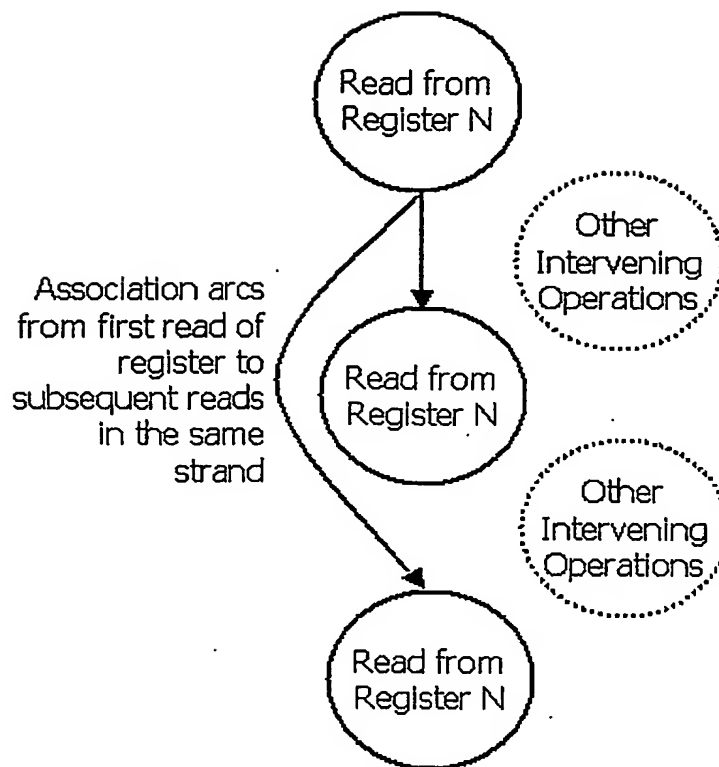 Read from
Register N
Other
Intervening
Operations
Association arcs
from first read of
register to
subsequent reads
in the same
strand
Read from
Register N
Other
Intervening
Operations
Read from
Register N